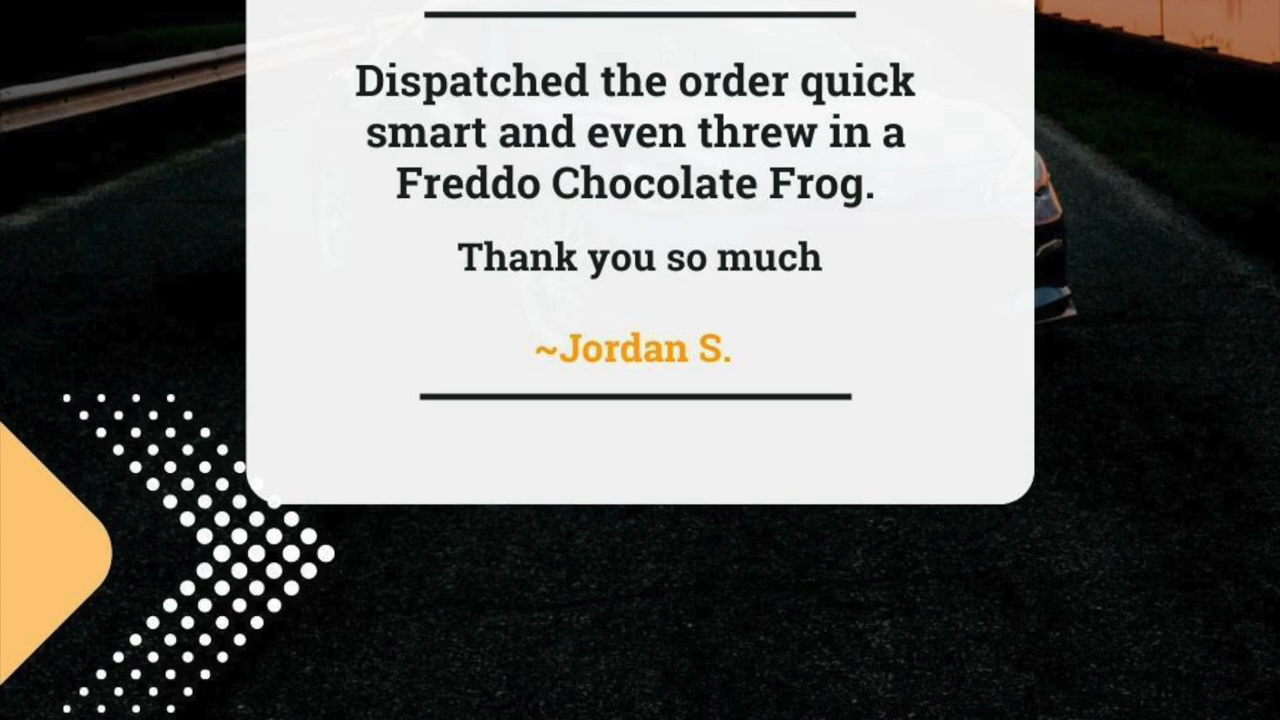 Dispatched the order quick
smart and even threw in a
Freddo Chocolate Frog.
Thank you so much
~Jordan S.